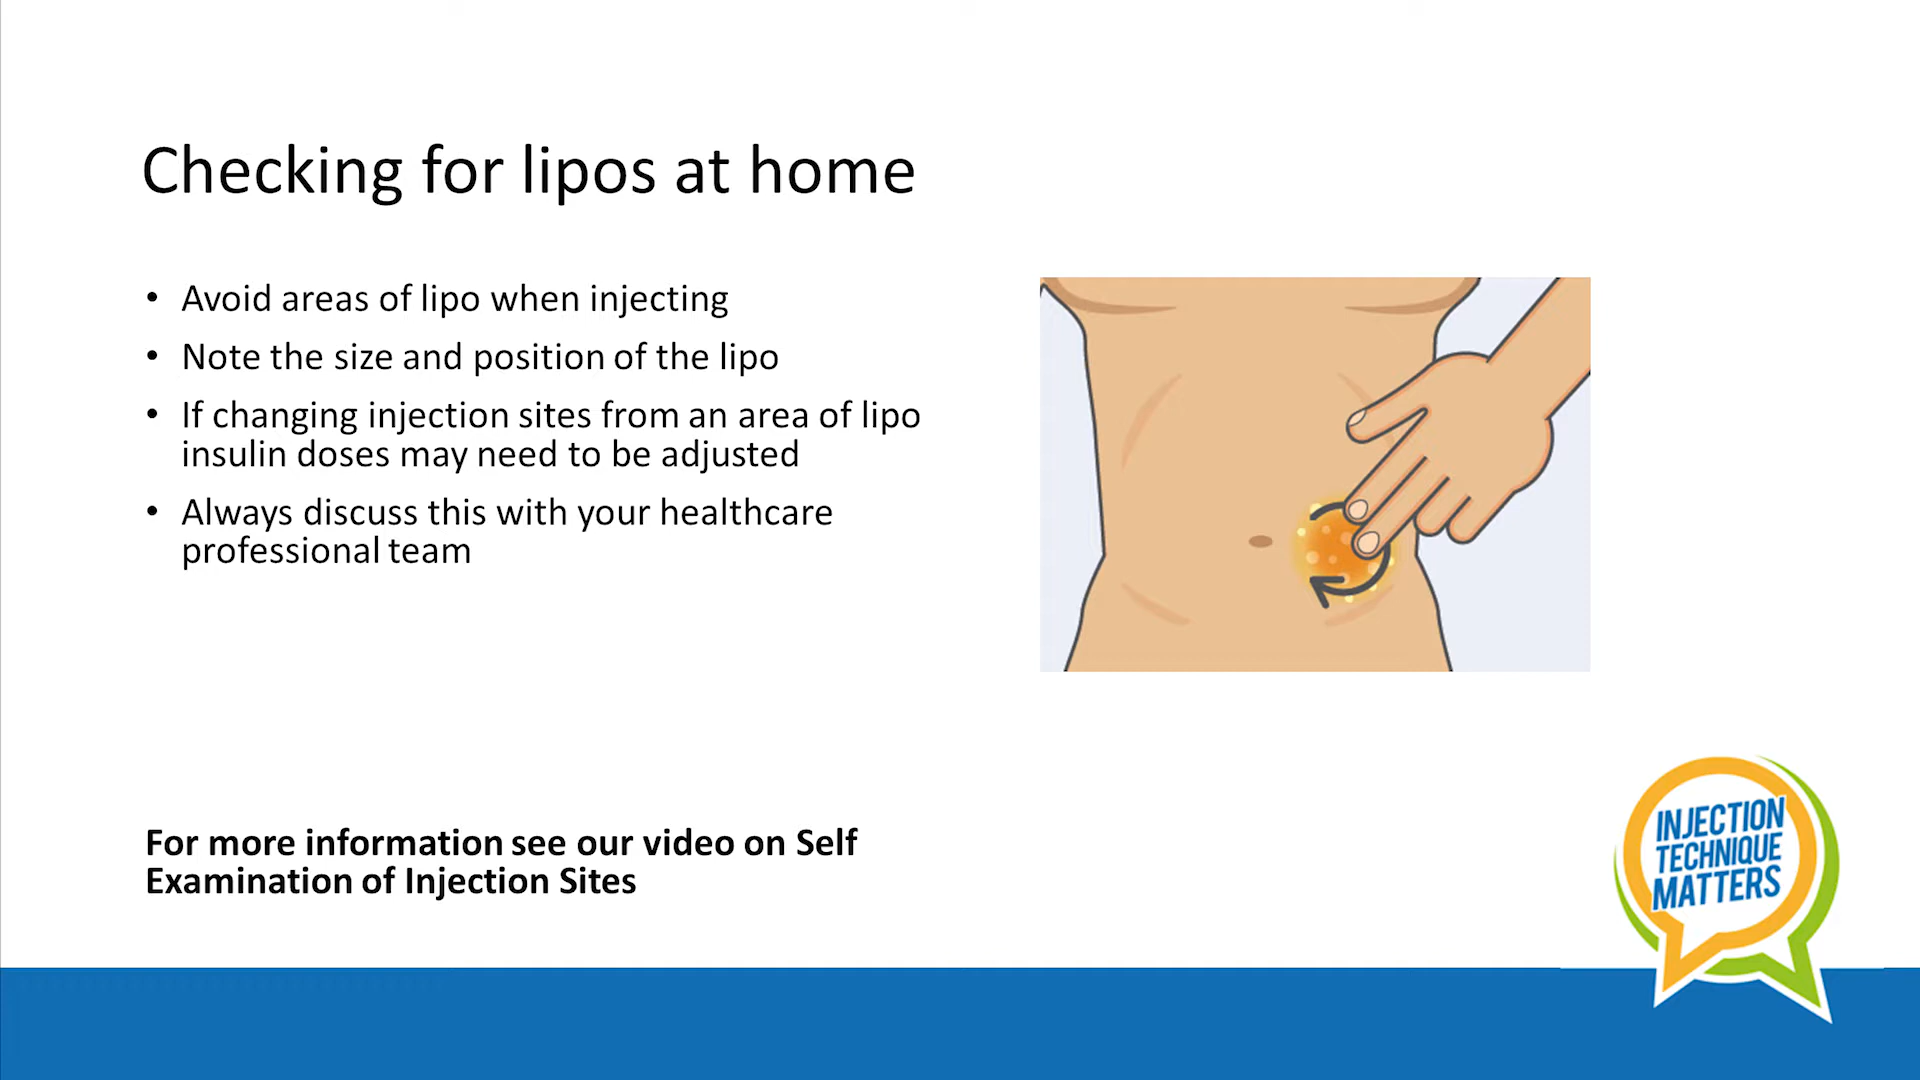 Checking for lipos at home
• Avoid areas of lipo when injecting
• Note the size and position of the lipo
• If changing injection sites from an area of lipo
insulin doses may need to be adjusted
• Always discuss this with your healthcare
professional team
For more information see our video on Self
Examination of Injection Sites
INJECTION
TECHNIQUE
MATTERS